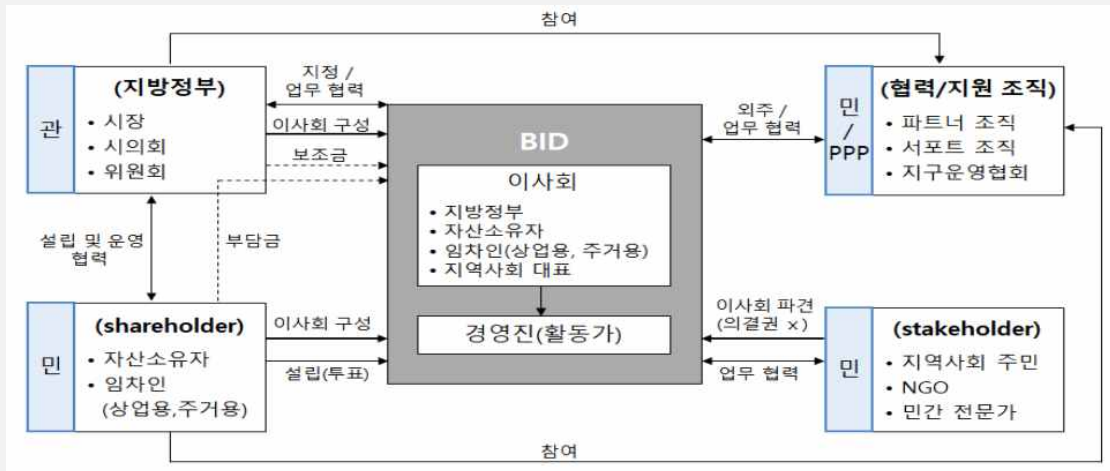 참여
관
(지방정부)
• 시장
• 시의회
• 위원회
지정 /
업무 협력
이사회 구성
보조금
BID
이사회
• 지방정부
• 자산소유자
• 임차인(상업용, 주거용)
• 지역사회 대표
경영진(활동가)
외주 /
업무 협력
민
/
PPP
(협력/지원 조직)
• 파트너 조직
• 서포트 조직
• 지구운영협회
설립 및 운영
협력
부담금
민
(shareholder)
• 자산소유자
• 임차인
(상업용,주거용)
이사회 구성
설립(투표)
이사회 파견
(의결권 ×)
업무 협력
민
(stakeholder)
• 지역사회 주민
• NGO
• 민간 전문가
참여